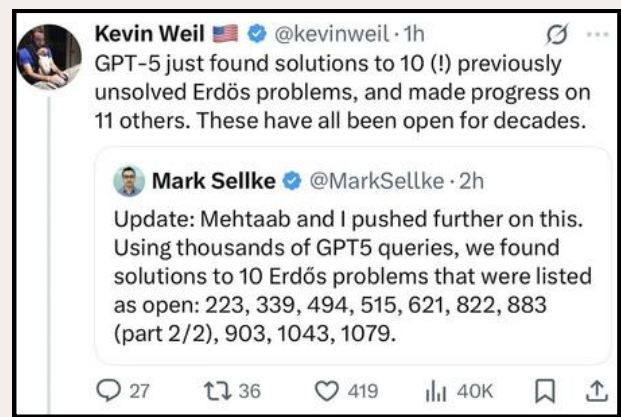 Kevin Weil 🇺🇸 @kevinweil · 1h
GPT-5 just found solutions to 10 (!) previously
unsolved Erdös problems, and made progress on
11 others. These have all been open for decades.
Mark Sellke @MarkSellke · 2h
Update: Mehtaab and I pushed further on this.
Using thousands of GPT5 queries, we found
solutions to 10 Erdős problems that were listed
as open: 223, 339, 494, 515, 621, 822, 883
(part 2/2), 903, 1043, 1079.
27 36 419 40K